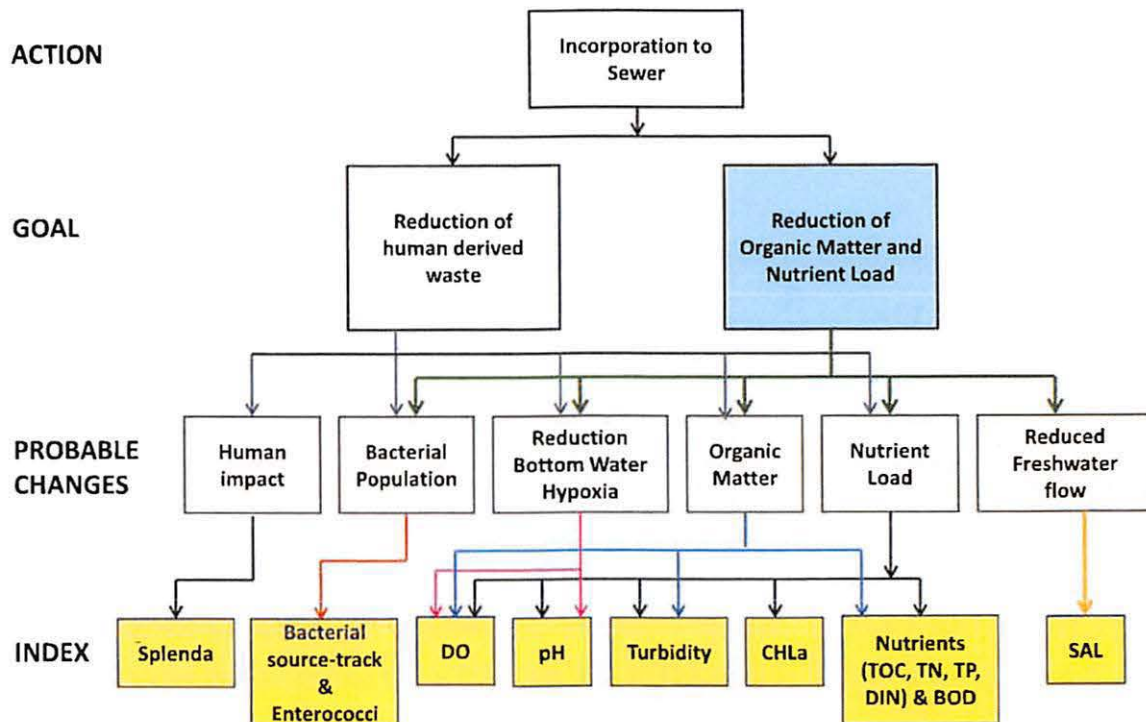 ACTION
Incorporation to
Sewer
GOAL
Reduction of
human derived
waste
Reduction of
Organic Matter and
Nutrient Load
PROBABLE
CHANGES
Human
impact
Bacterial
Population
Reduction
Bottom Water
Hypoxia
Organic
Matter
Nutrient
Load
Reduced
Freshwater
flow
INDEX
Splenda
Bacterial
source-track
&
Enterococci
DO
pH
Turbidity
CHLa
Nutrients
(TOC, TN, TP,
DIN) & BOD
SAL